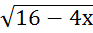 √(16 − 4x)